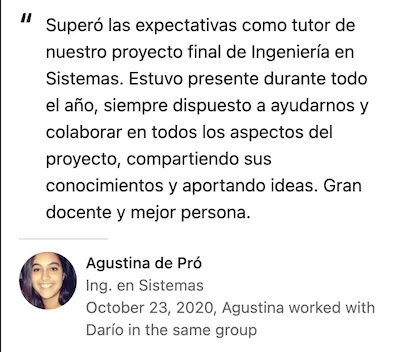 "
Superó las expectativas como tutor de
nuestro proyecto final de Ingeniería en
Sistemas. Estuvo presente durante todo
el año, siempre dispuesto a ayudarnos y
colaborar en todos los aspectos del
proyecto, compartiendo sus
conocimientos y aportando ideas. Gran
docente y mejor persona.
Agustina de Pró
Ing. en Sistemas
October 23, 2020, Agustina worked with
Darío in the same group